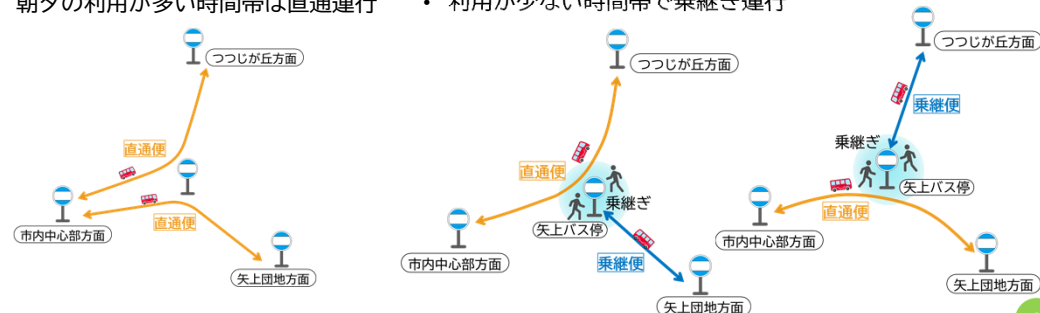 朝夕の利用が多い時間帯は直通運行
つつじが丘方面
直通便
市内中心部方面
直通便
矢上団地方面
• 利用が少ない時間帯で乗継ぎ運行
つつじが丘方面
直通便
乗継ぎ
矢上バス停
市内中心部方面
乗継便
矢上団地方面
つつじが丘方面
乗継便
乗継ぎ
矢上バス停
直通便
市内中心部方面
矢上団地方面